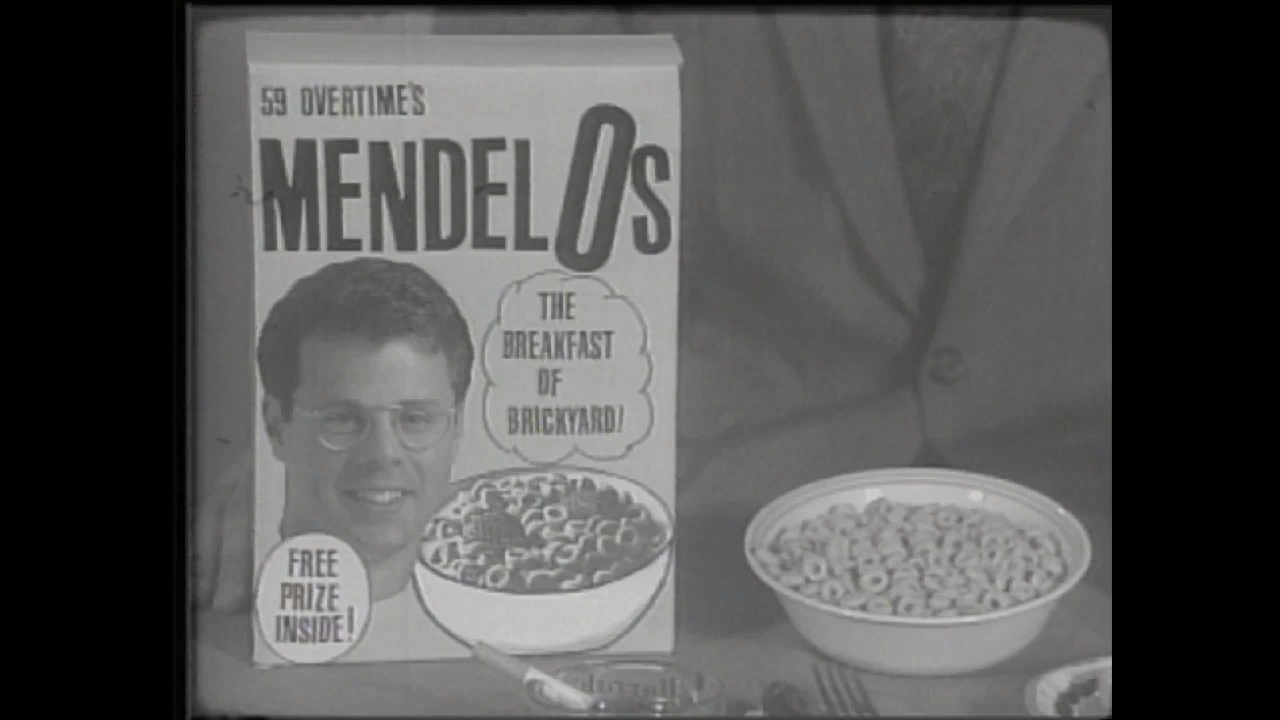 59 OVERTIME'S
MENDELOS
THE
BREAKFAST
OF
BRICKYARD!
FREE
PRIZE
INSIDE!